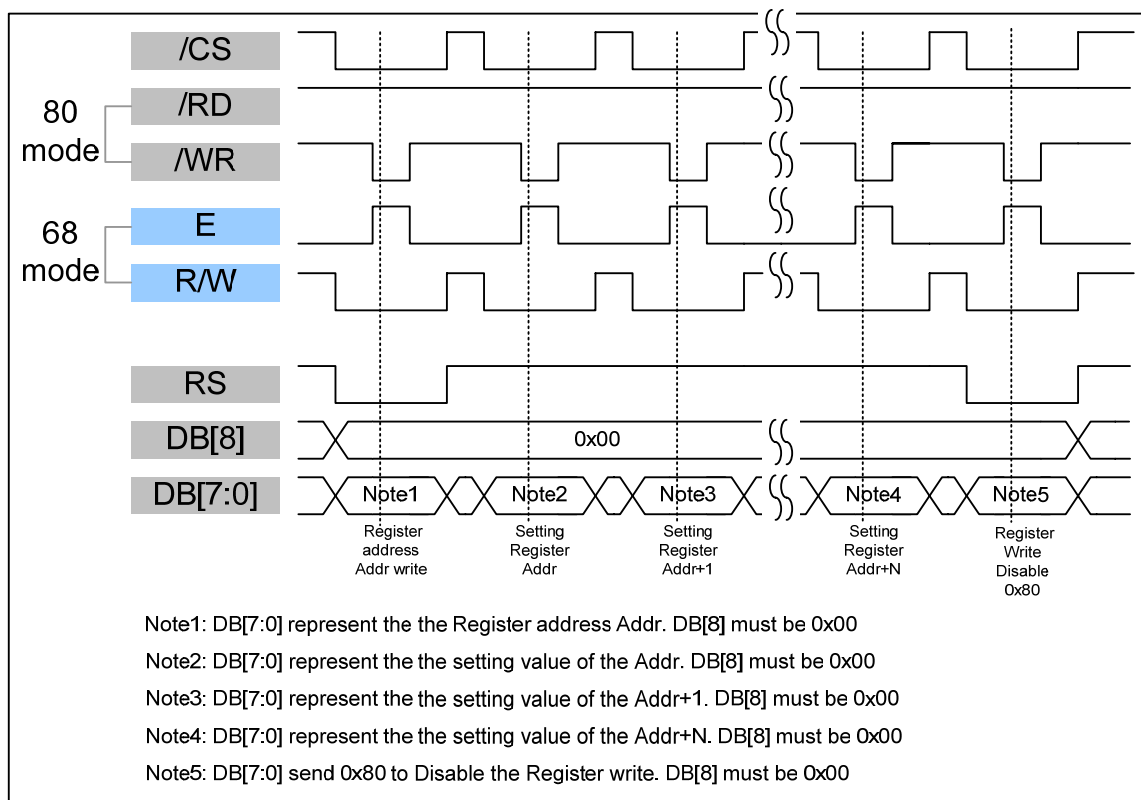 /CS
80
mode
/RD
/WR
68
mode
E
R/W
RS
DB[8]
0x00
DB[7:0]
Note1
Note2
Note3
Note4
Note5
Register
address
Addr write
Setting
Register
Addr
Setting
Register
Addr+1
Setting
Register
Addr+N
Register
Write
Disable
0x80
Note1: DB[7:0] represent the the Register address Addr. DB[8] must be 0x00
Note2: DB[7:0] represent the the setting value of the Addr. DB[8] must be 0x00
Note3: DB[7:0] represent the the setting value of the Addr+1. DB[8] must be 0x00
Note4: DB[7:0] represent the the setting value of the Addr+N. DB[8] must be 0x00
Note5: DB[7:0] send 0x80 to Disable the Register write. DB[8] must be 0x00